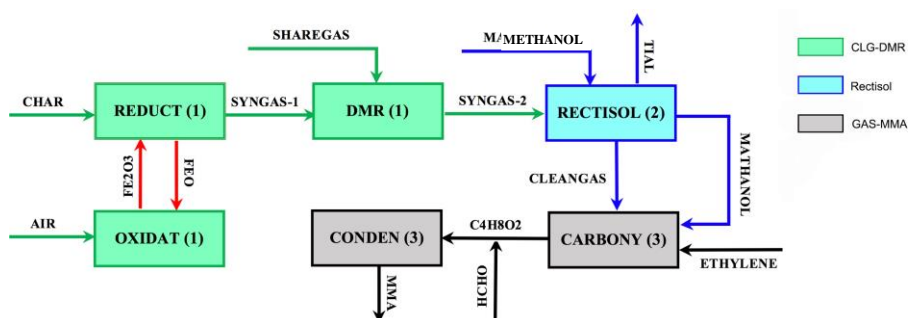 SHAREGAS
MA METHANOL
TIAL
CLG-DMR
Rectisol
GAS-MMA
CHAR
REDUCT (1)
SYNGAS-1
DMR (1)
SYNGAS-2
RECTISOL (2)
FE2O3
FEO
CLEANGAS
MATHANOL
AIR
OXIDAT (1)
CONDEN (3)
C4H8O2
CARBONY (3)
ETHYLENE
MMA
HCHO